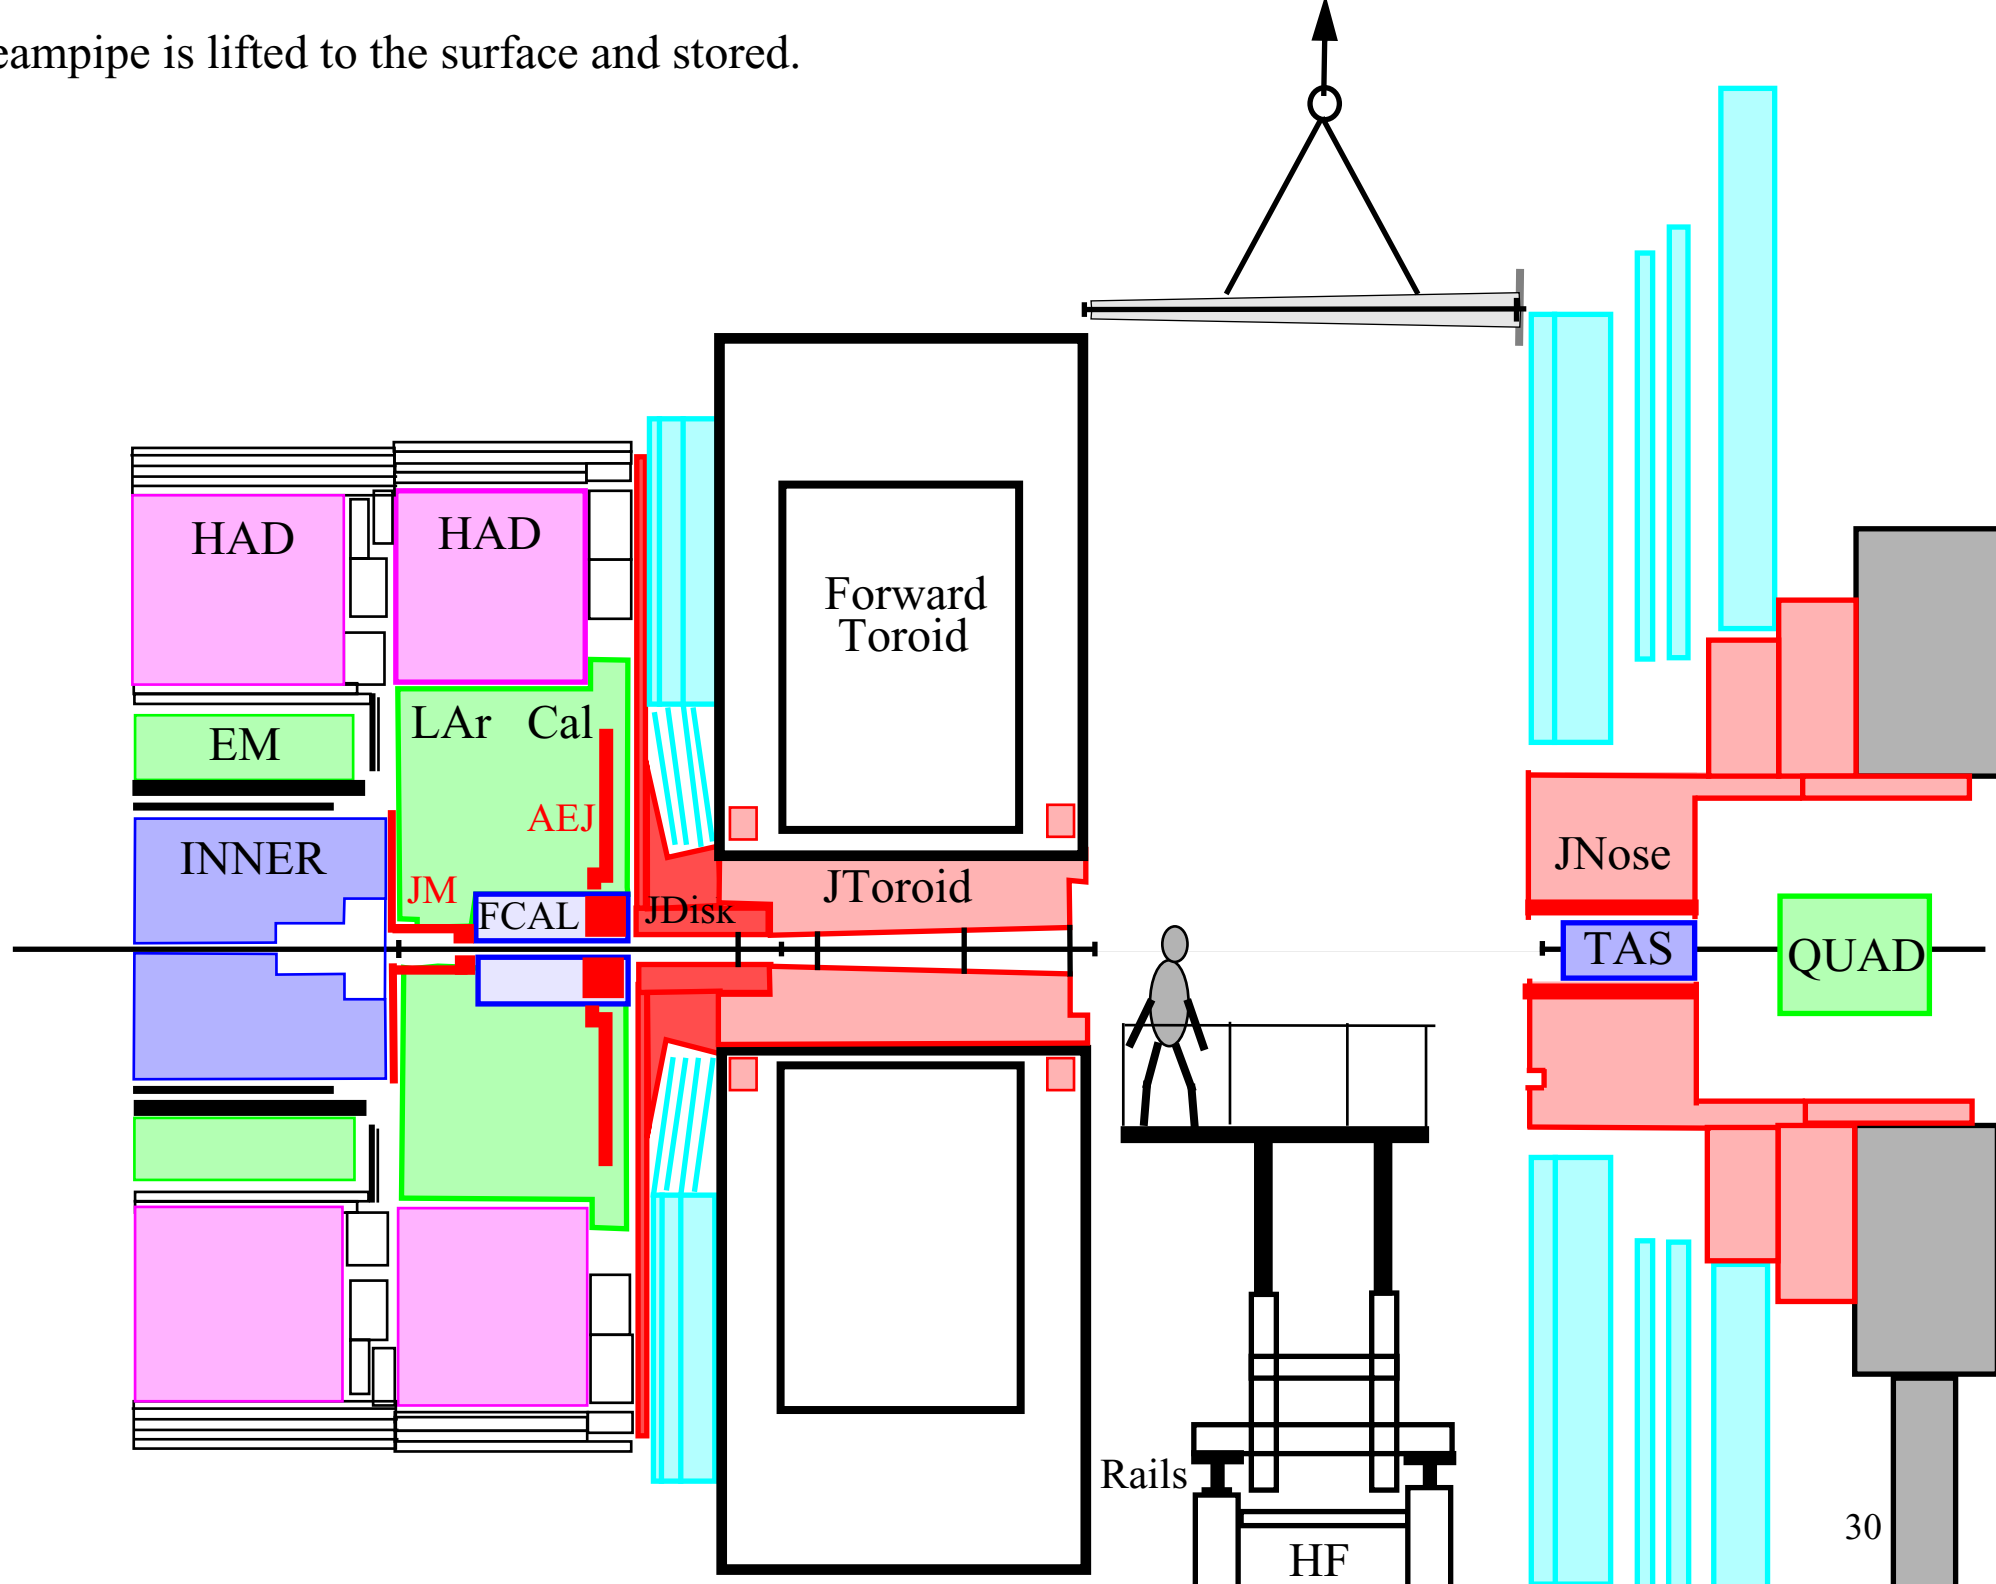 eampipe is lifted to the surface and stored.
HAD
HAD
Forward
Toroid
LAr Cal
EM
AEJ
INNER
JM
FCAL
JDisk
JToroid
JNose
TAS
QUAD
Rails
HF
30